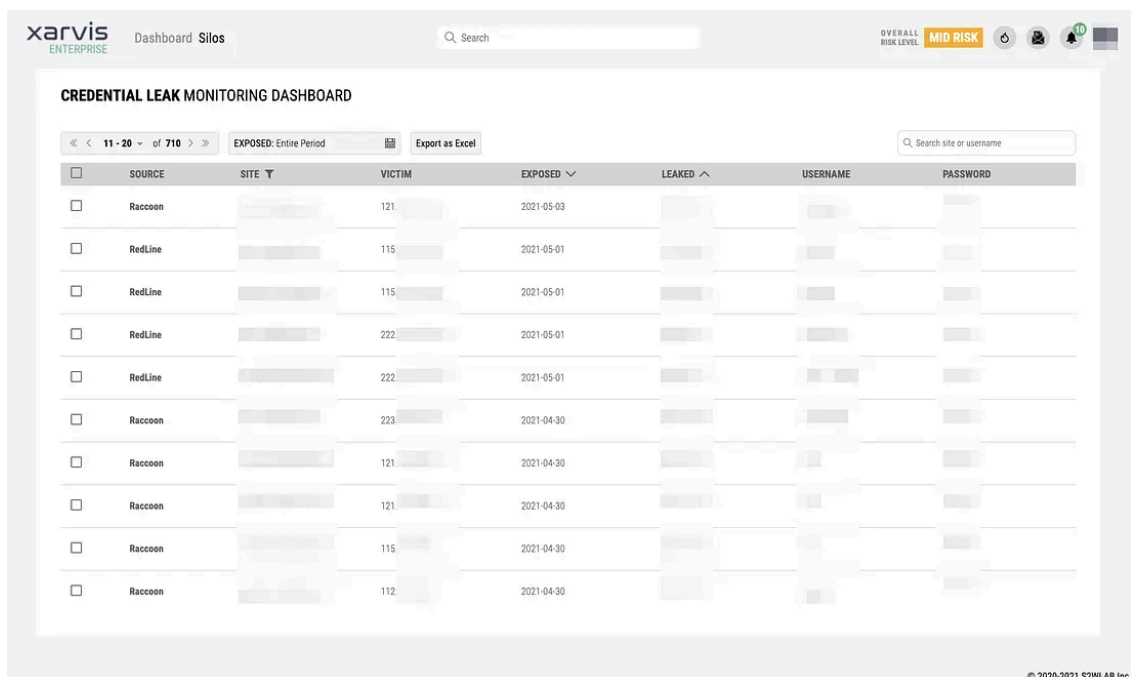 xarvis
ENTERPRISE
Dashboard Silos
Search
OVERALL
RISK LEVEL
MID RISK
10
CREDENTIAL LEAK MONITORING DASHBOARD
11 - 20 of 710
EXPOSED: Entire Period
Export as Excel
Search site or username
SOURCE SITE VICTIM EXPOSED LEAKED USERNAME PASSWORD
Raccoon 121. 2021-05-03
RedLine 115 2021-05-01
RedLine 115 2021-05-01
RedLine 222 2021-05-01
RedLine 222 2021-05-01
Raccoon 223 2021-04-30
Raccoon 121. 2021-04-30
Raccoon 121. 2021-04-30
Raccoon 115 2021-04-30
Raccoon 112. 2021-04-30
© 2020-2021 S2WLAB Inc